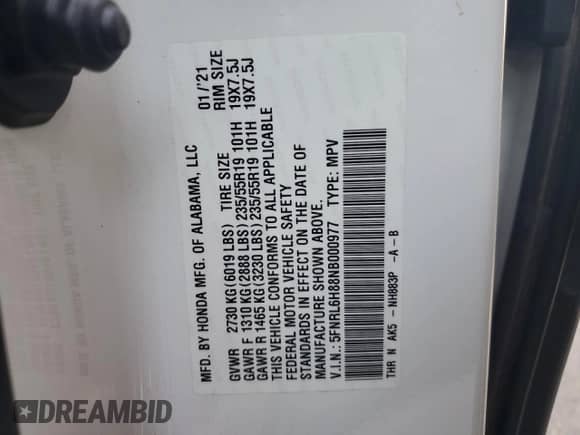 MFD. BY HONDA MFG. OF ALABAMA, LLC 01/'21
GVWR 2730 KG(6019 LBS) TIRE SIZE RIM SIZE
GAWR F 1310 KG(2888 LBS)235/55R19 101H 19X7.5J
GAWR R 1465 KG(3230 LBS)235/55R19 101H 19X7.5J
THIS VEHICLE CONFORMS TO ALL APPLICABLE
FEDERAL MOTOR VEHICLE SAFETY
STANDARDS IN EFFECT ON THE DATE OF
MANUFACTURE SHOWN ABOVE.
V.I.N.: 5FNRL6H88NB000977 TYPE: MPV
THR N AK5 - NH883P -A - B
DREAMBID